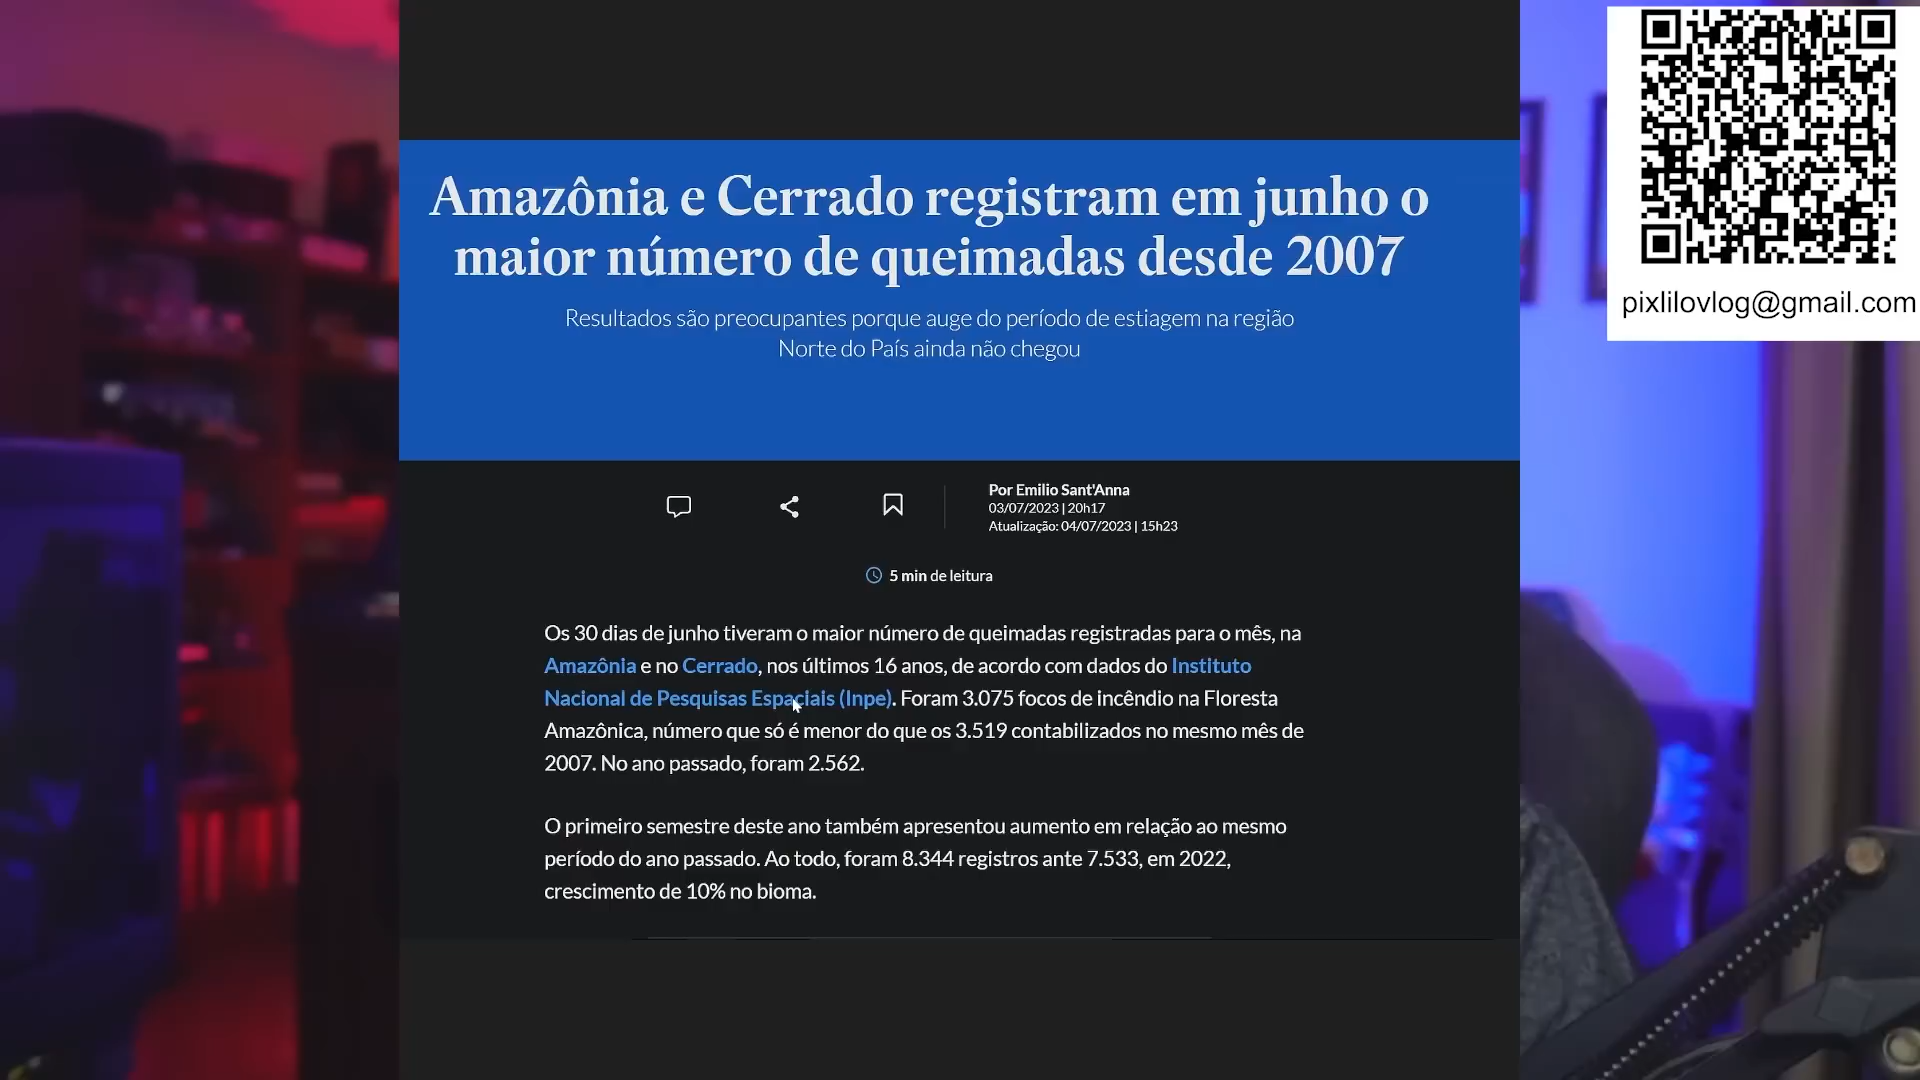 Amazônia e Cerrado registram em junho o
maior número de queimadas desde 2007
Resultados são preocupantes porque auge do período de estiagem na região
Norte do País ainda não chegou
Por Emilio Sant'Anna
03/07/2023 | 20h17
Atualização: 04/07/2023 | 15h23
5 min de leitura
Os 30 dias de junho tiveram o maior número de queimadas registradas para o mês, na
Amazônia e no Cerrado, nos últimos 16 anos, de acordo com dados do Instituto
Nacional de Pesquisas Espaciais (Inpe). Foram 3.075 focos de incêndio na Floresta
Amazônica, número que só é menor do que os 3.519 contabilizados no mesmo mês de
2007. No ano passado, foram 2.562.
O primeiro semestre deste ano também apresentou aumento em relação ao mesmo
período do ano passado. Ao todo, foram 8.344 registros ante 7.533, em 2022,
crescimento de 10% no bioma.
pixlilovlog@gmail.com